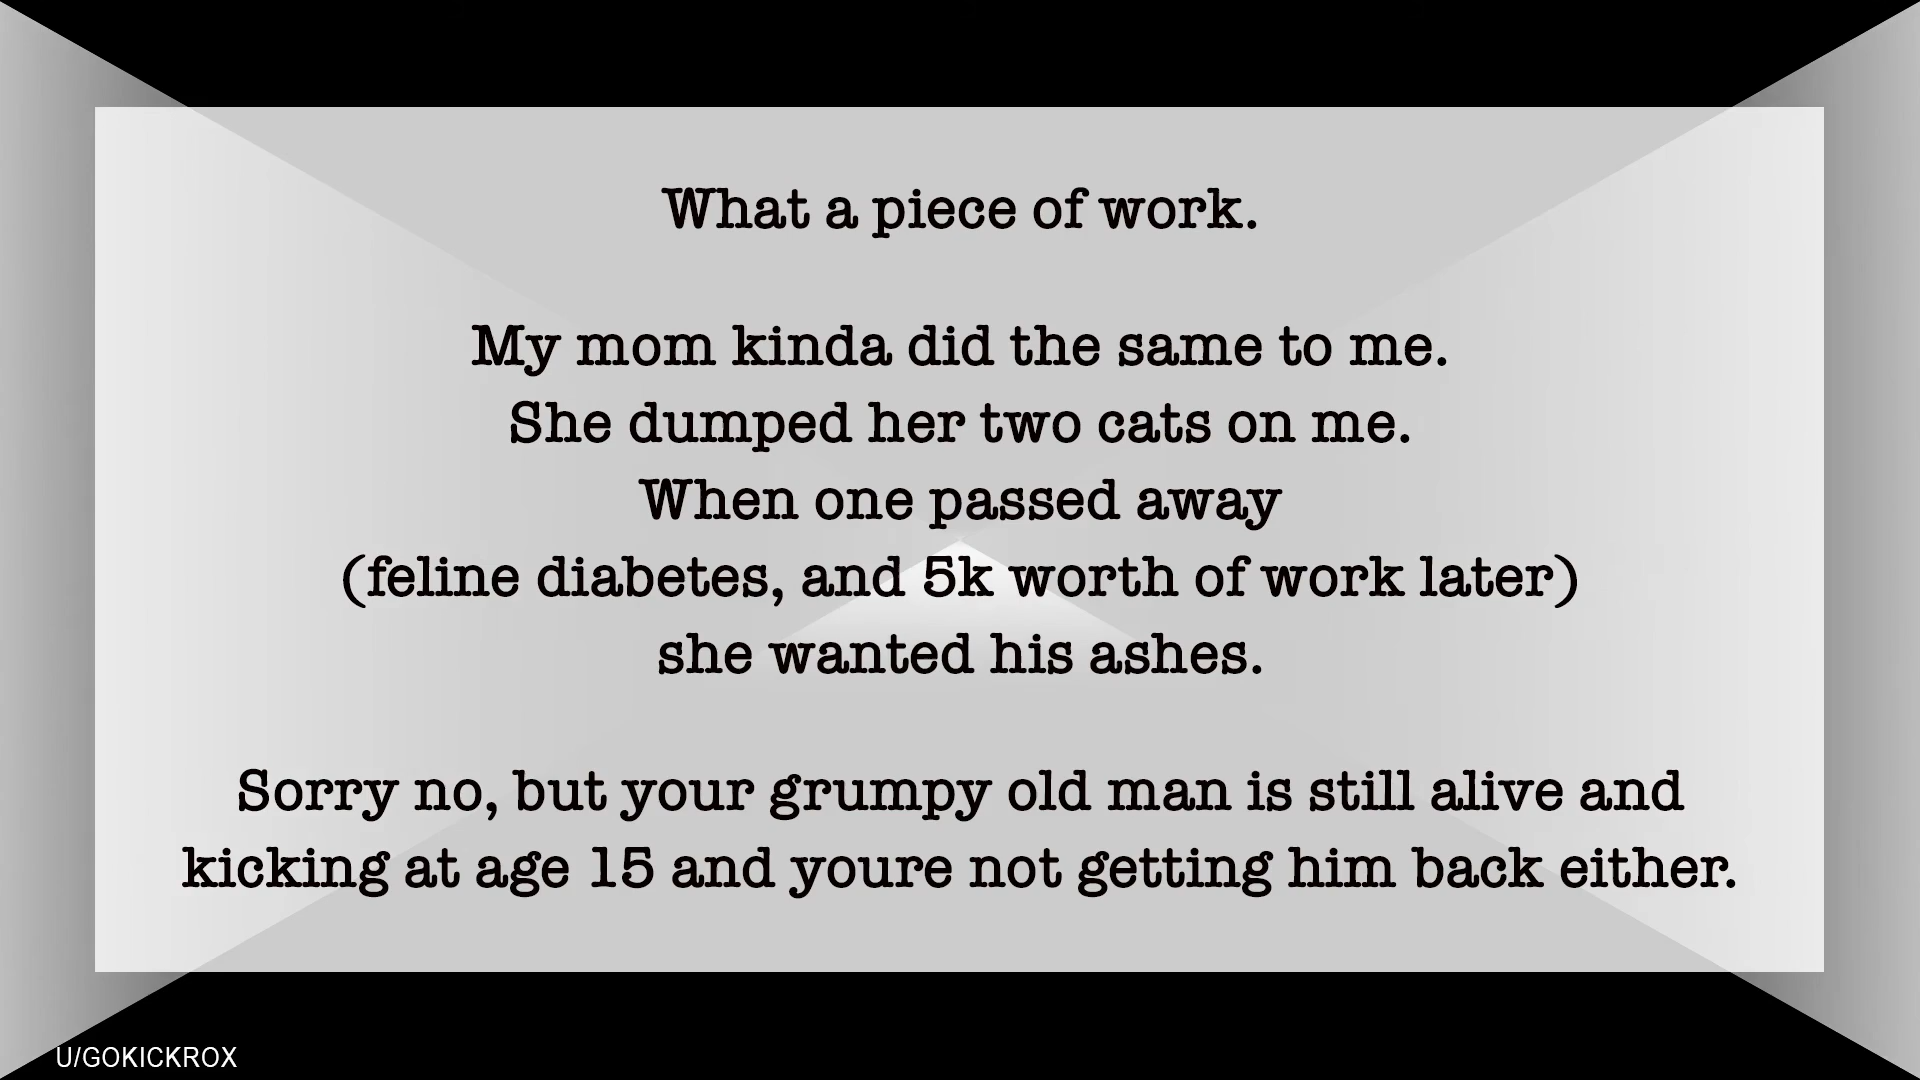 What a piece of work.
My mom kinda did the same to me.
She dumped her two cats on me.
When one passed away
(feline diabetes, and 5k worth of work later)
she wanted his ashes.
Sorry no, but your grumpy old man is still alive and
kicking at age 15 and youre not getting him back either.
U/GOKICKROX